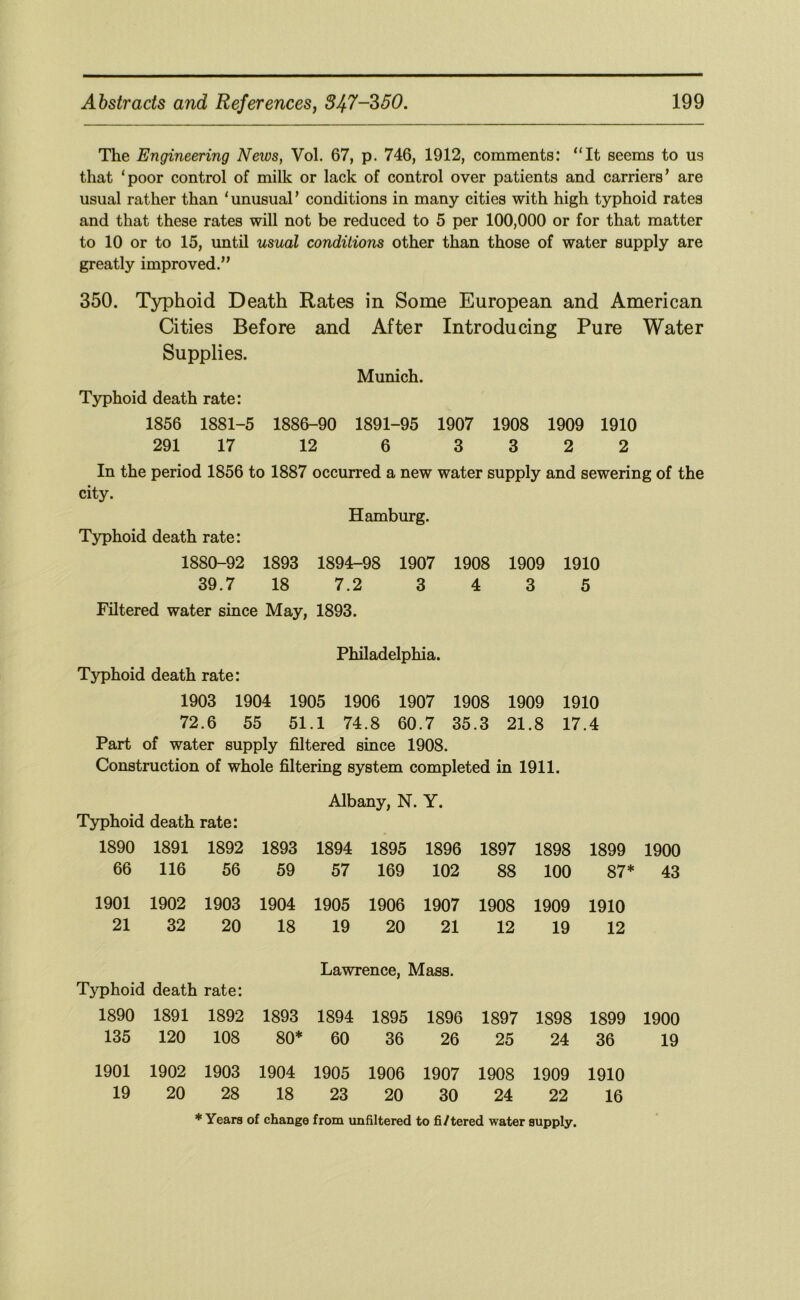 Abstracts and References, 347-350. 199
The Engineering News, Vol. 67, p. 746, 1912, comments: “It seems to us
that ‘poor control of milk or lack of control over patients and carriers’ are
usual rather than ‘unusual’ conditions in many cities with high typhoid rates
and that these rates will not be reduced to 5 per 100,000 or for that matter
to 10 or to 15, until usual conditions other than those of water supply are
greatly improved.”
350. Typhoid Death Rates in Some European and American
Cities Before and After Introducing Pure Water
Supplies.
Munich.
Typhoid death rate:
1856 1881-5 1886-90 1891-95 1907 1908 1909 1910
291 17 12 6 3 3 2 2
In the period 1856 to 1887 occurred a new water supply and sewering of the
city.
Hamburg.
Typhoid death rate:
1880-92 1893 1894-98 1907 1908 1909 1910
39.7 18 7.2 3 4 3 5
Filtered water since May, 1893.
Philadelphia.
Typhoid death rate:
1903 1904 1905 1906 1907 1908 1909 1910
72.6 55 51.1 74.8 60.7 35.3 21.8 17.4
Part of water supply filtered since 1908.
Construction of whole filtering system completed in 1911.
Albany, N. Y.
Typhoid death rate:
1890 1891 1892 1893 1894 1895 1896 1897 1898 1899 1900
66 116 56 59 57 169 102 88 100 87* 43
1901 1902 1903 1904 1905 1906 1907 1908 1909 1910
21 32 20 18 19 20 21 12 19 12
Lawrence, Mass.
Typhoid death rate:
1890 1891 1892 1893 1894 1895 1896 1897 1898 1899 1900
135 120 108 80* 60 36 26 25 24 36 19
1901 1902 1903 1904 1905 1906 1907 1908 1909 1910
19 20 28 18 23 20 30 24 22 16
* Years of change from unfiltered to fi/tered water supply.